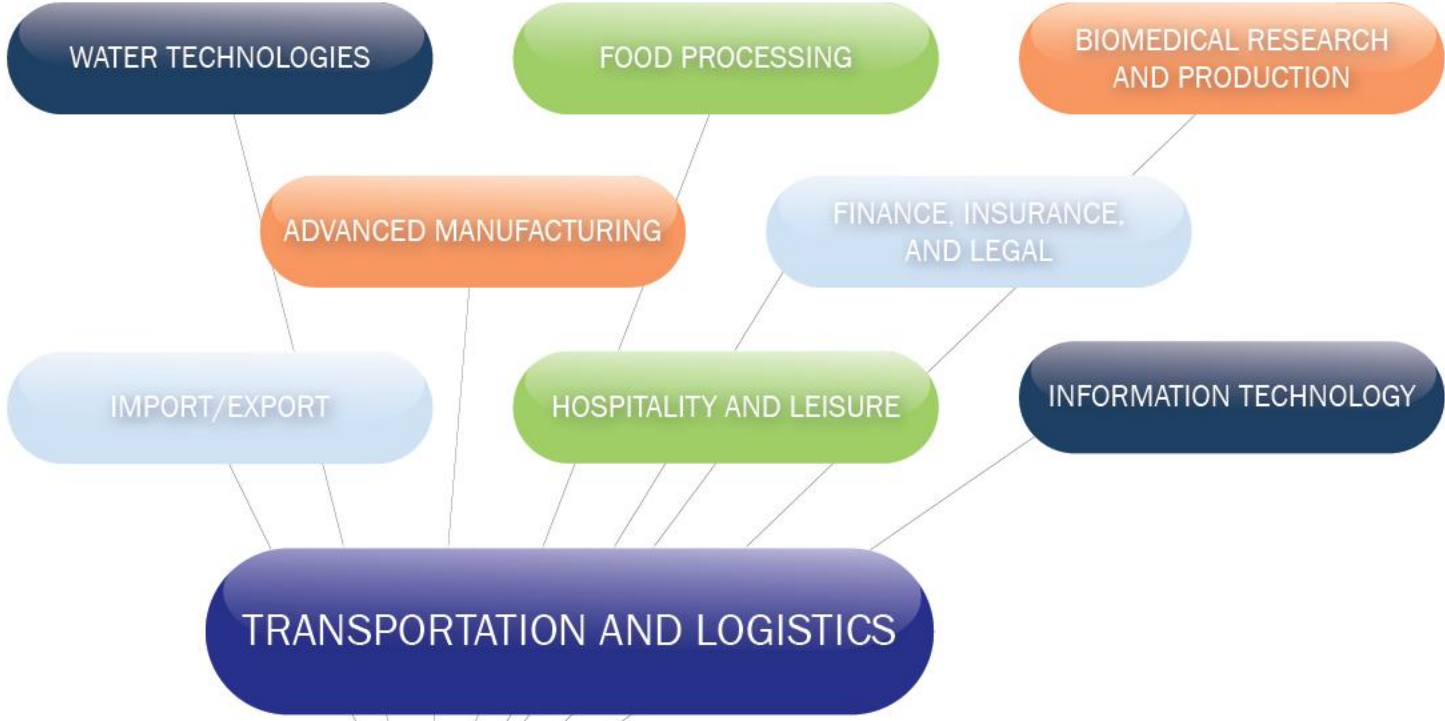 WATER TECHNOLOGIES
FOOD PROCESSING
BIOMEDICAL RESEARCH
AND PRODUCTION
ADVANCED MANUFACTURING
FINANCE, INSURANCE,
AND LEGAL
IMPORT/EXPORT
HOSPITALITY AND LEISURE
INFORMATION TECHNOLOGY
TRANSPORTATION AND LOGISTICS